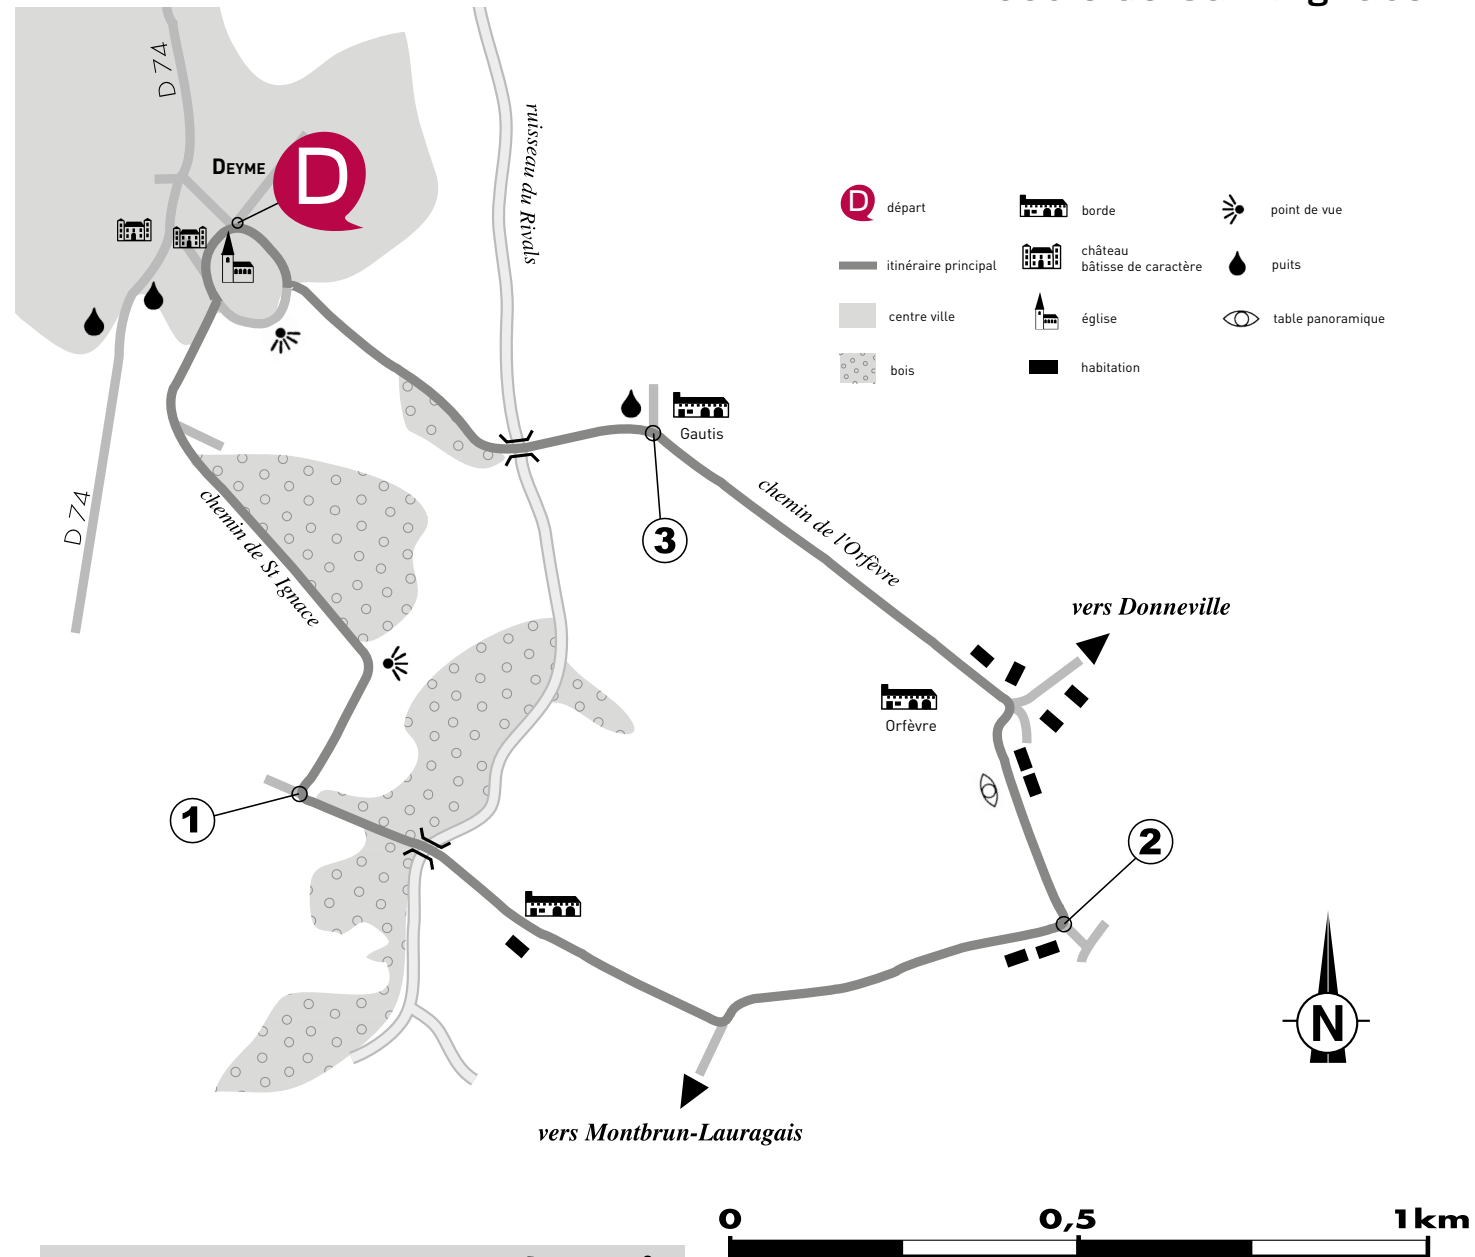 D 74
ruisseau du Rivals
DEYME
D
D
départ
borde
point de vue
itinéraire principal
château
bâtisse de caractère
puits
centre ville
église
table panoramique
bois
habitation
Gautis
D 74
chemin de St Ignace
3
chemin de l'Orfèvre
vers Donneville
Orfèvre
1
2
N
vers Montbrun-Lauragais
0
0,5
1km